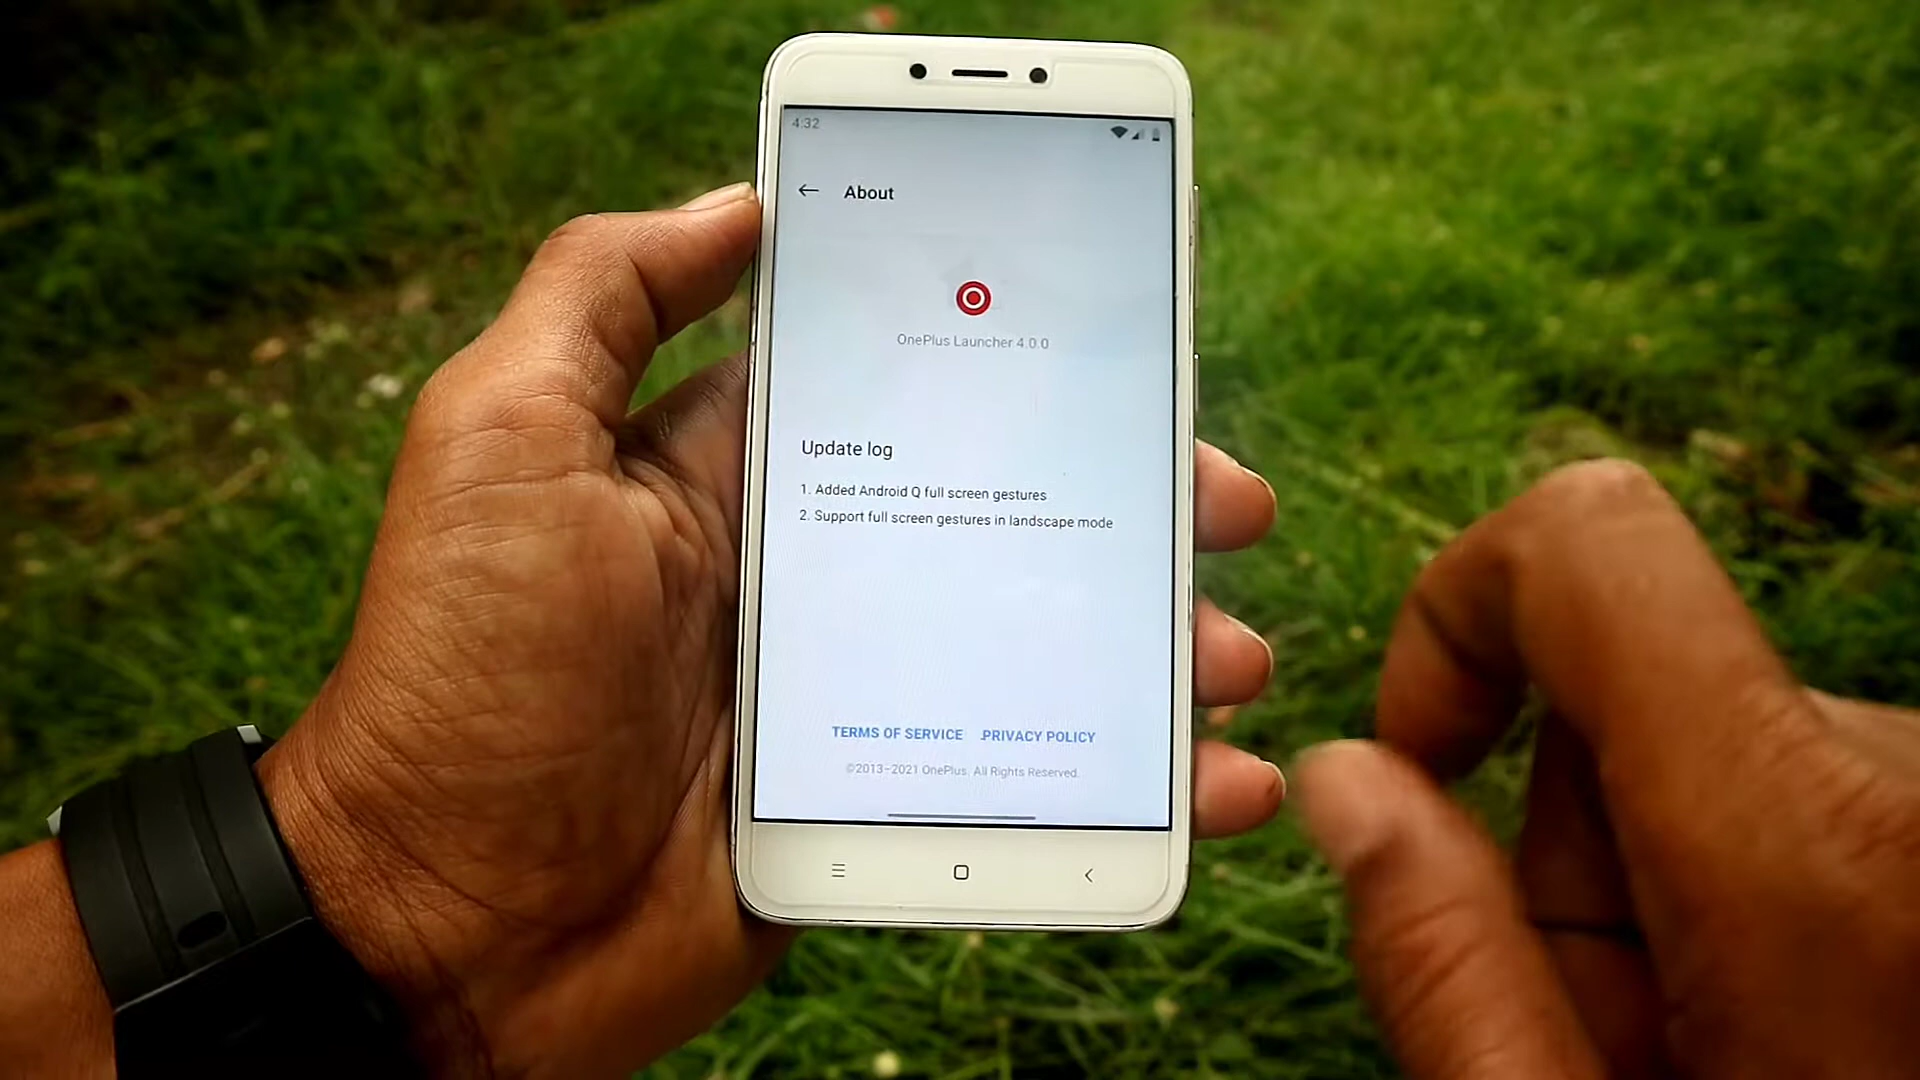 4:32
About
OnePlus Launcher 4.0.0
Update log
1. Added Android Q full screen gestures
2. Support full screen gestures in landscape mode
TERMS OF SERVICE PRIVACY POLICY
©2013–2021 OnePlus. All Rights Reserved.